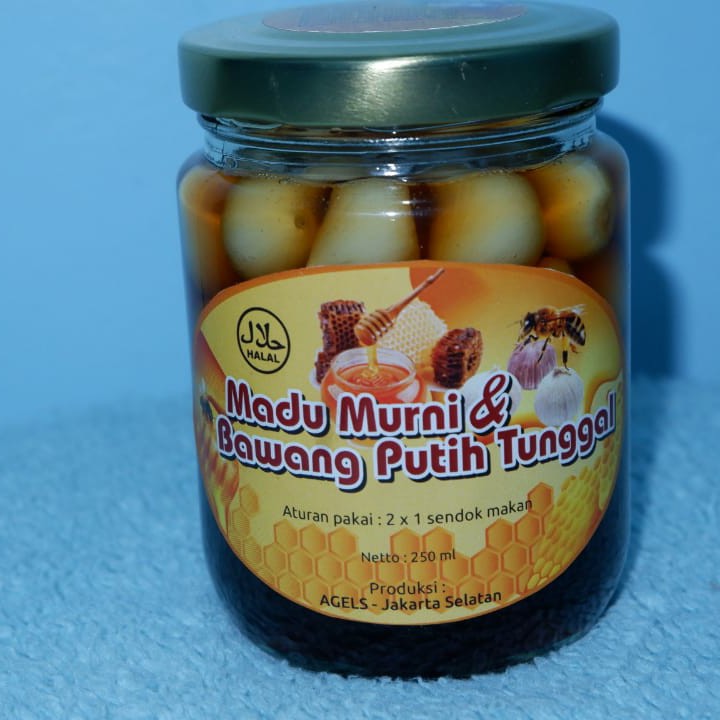 حلال
HALAL
Madu Murni &
Bawang Putih Tunggal
Aturan pakai : 2 x 1 sendok makan
Netto : 250 ml
Produksi :
AGELS - Jakarta Selatan